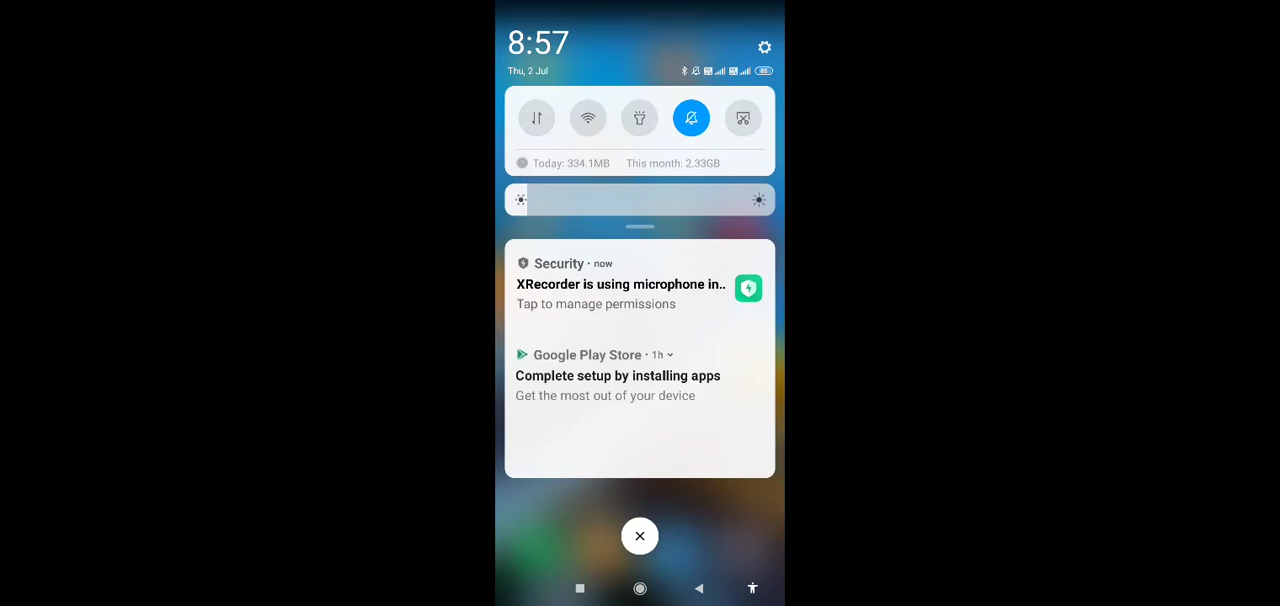 8:57
Thu, 2 Jul
85
Today: 334.1MB This month: 2.33GB
Security · now
XRecorder is using microphone in..
Tap to manage permissions
Google Play Store · 1h
Complete setup by installing apps
Get the most out of your device